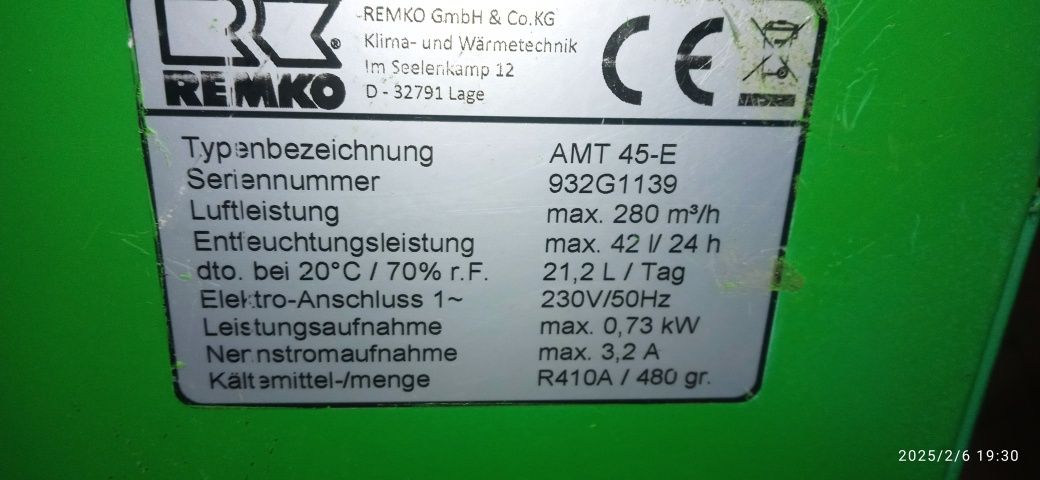 REMKO GmbH & Co.KG
Klima- und Wärmetechnik
Im Seelenkamp 12
D - 32791 Lage
REMKO
CE
Typenbezeichnung AMT 45-E
Seriennummer 932G1139
Luftleistung max. 280 m³/h
Entfeuchtungsleistung max. 42 l/ 24 h
dto. bei 20°C / 70% r.F. 21,2 L / Tag
Elektro-Anschluss 1~ 230V/50Hz
Leistungsaufnahme max. 0,73 kW
Nennstromaufnahme max. 3,2 A
Kältemittel-/menge R410A / 480 gr.
2025/2/6 19:30